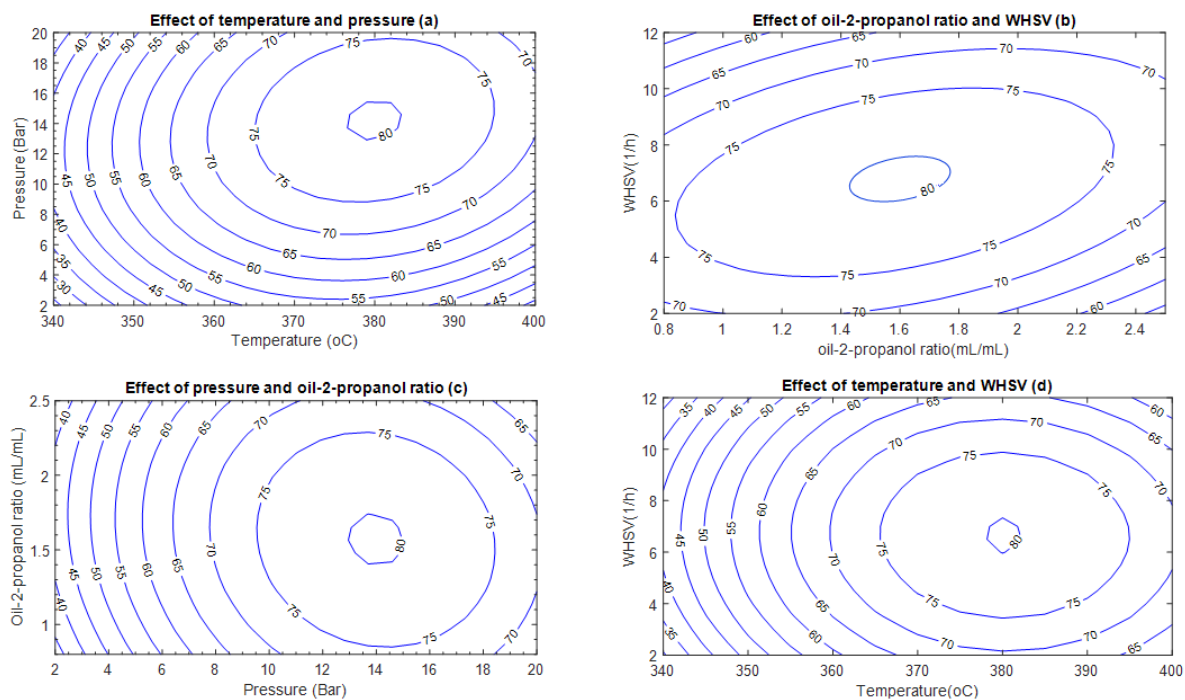 Effect of temperature and pressure (a)
Pressure (Bar)
20
18
16
14
12
10
8
6
4
2
40 45 50 55 60 65 70 75 70
75 75
80
45 50 55 60 65 70 75 75
40 70 70
35 65 65
30 45 50 55 60 60
55 50 45
340 350 360 370 380 390 400
Temperature (oC)
Effect of oil-2-propanol ratio and WHSV (b)
WHSV(1/h)
12
10
8
6
4
2
60 65 70 65
65 70 75 75 70
70 75 75
80
75 75 75 70
70 70 65 60
0.8 1 1.2 1.4 1.6 1.8 2 2.2 2.4
oil-2-propanol ratio(mL/mL)
Effect of pressure and oil-2-propanol ratio (c)
Oil-2-propanol ratio (mL/mL)
2.5
2
1.5
1
40 45 50 55 60 65 70 70
75 75
80
45 50 55 60 65 70 75 75
40 75 70
2 4 6 8 10 12 14 16 18 20
Pressure (Bar)
Effect of temperature and WHSV (d)
WHSV(1/h)
12
10
8
6
4
2
35 40 45 50 55 60 65 65 60
70 70 65
75 75
80
45 50 55 60 70 75 75
40 65 70 70 65
35 60
340 350 360 370 380 390 400
Temperature(oC)